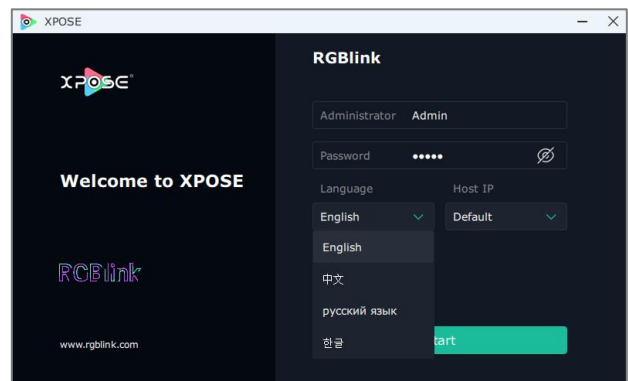 XPOSE
XPOSE
Welcome to XPOSE
RGBlink
www.rgblink.com
RGBlink
Administrator Admin
Password •••••
Language Host IP
English Default
English
中文
русский язык
한글